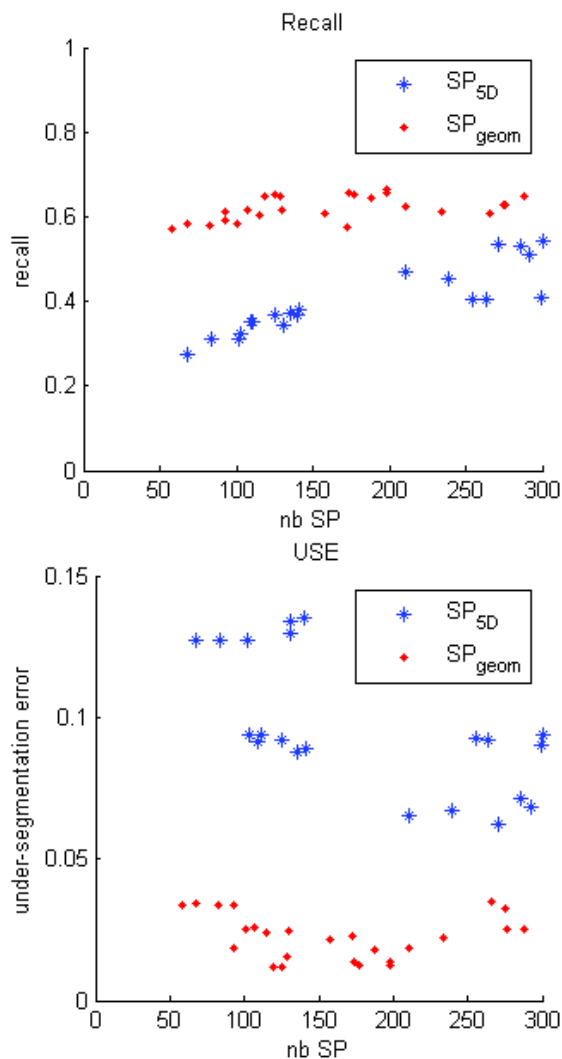 Recall
1
SP5D
SPgeom
0.8
0.6
recall
0.4
0.2
0
0 50 100 150 200 250 300
nb SP
USE
0.15
SP5D
SPgeom
0.1
under-segmentation error
0.05
0
0 50 100 150 200 250 300
nb SP